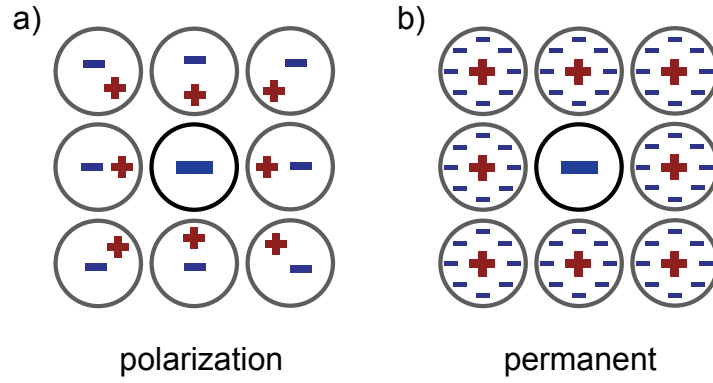 a)
b)
polarization
permanent